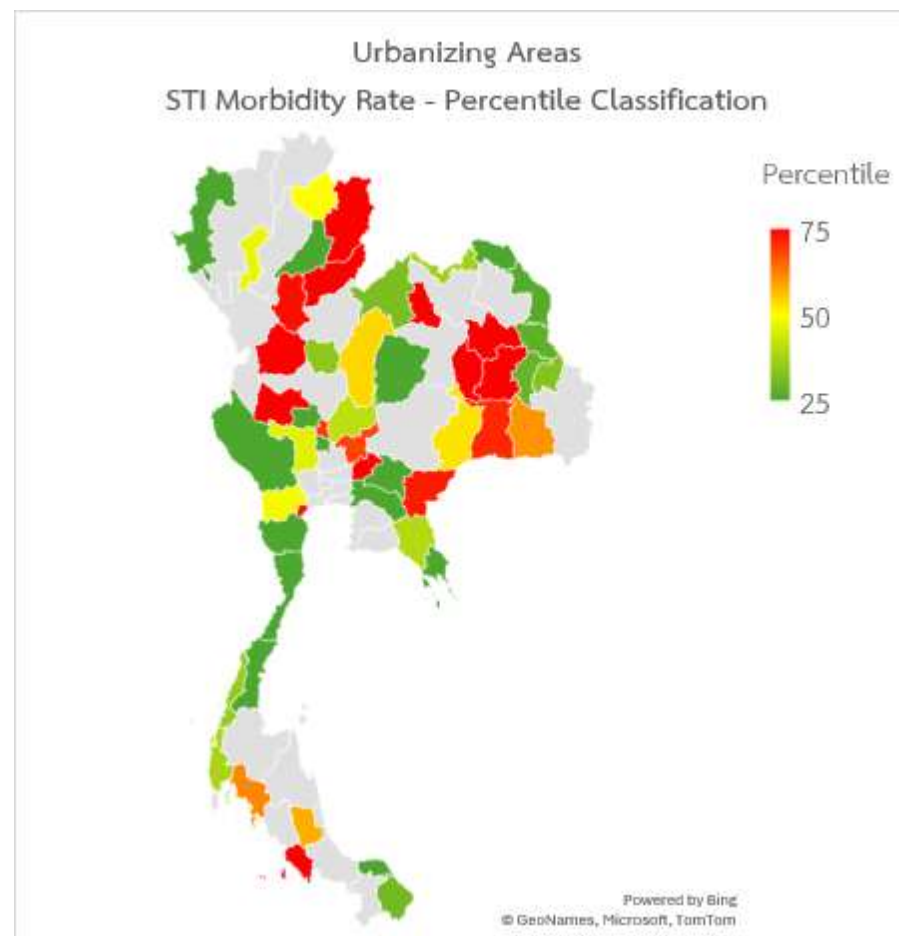 Urbanizing Areas
STI Morbidity Rate - Percentile Classification
Percentile
75
50
25
Powered by Bing
© GeoNames, Microsoft, TomTom